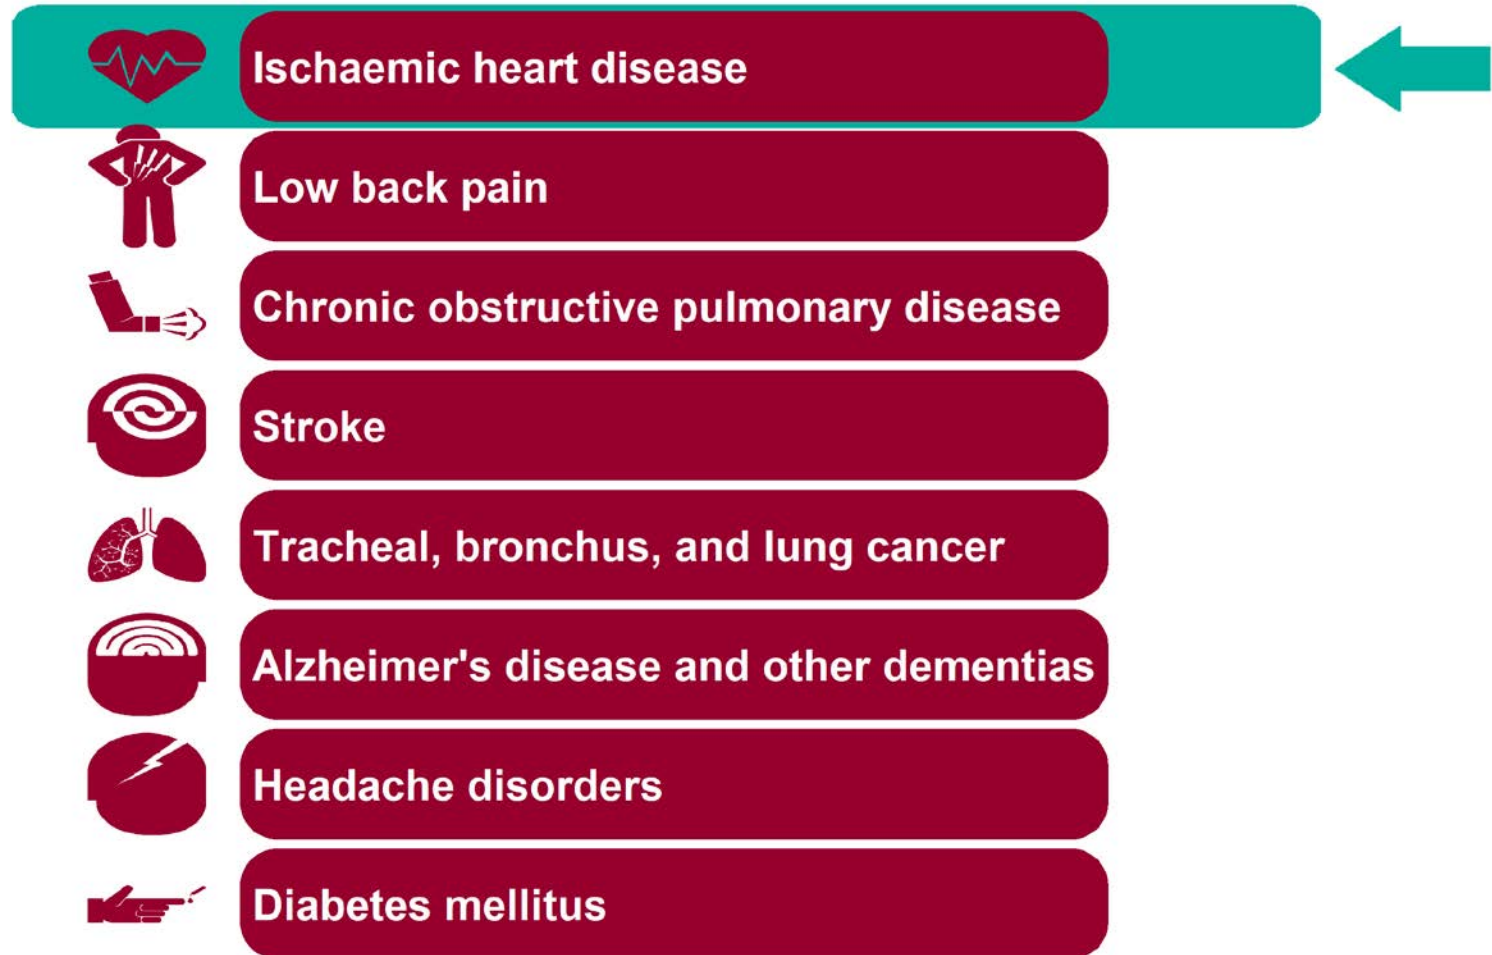 Ischaemic heart disease
Low back pain
Chronic obstructive pulmonary disease
Stroke
Tracheal, bronchus, and lung cancer
Alzheimer's disease and other dementias
Headache disorders
Diabetes mellitus